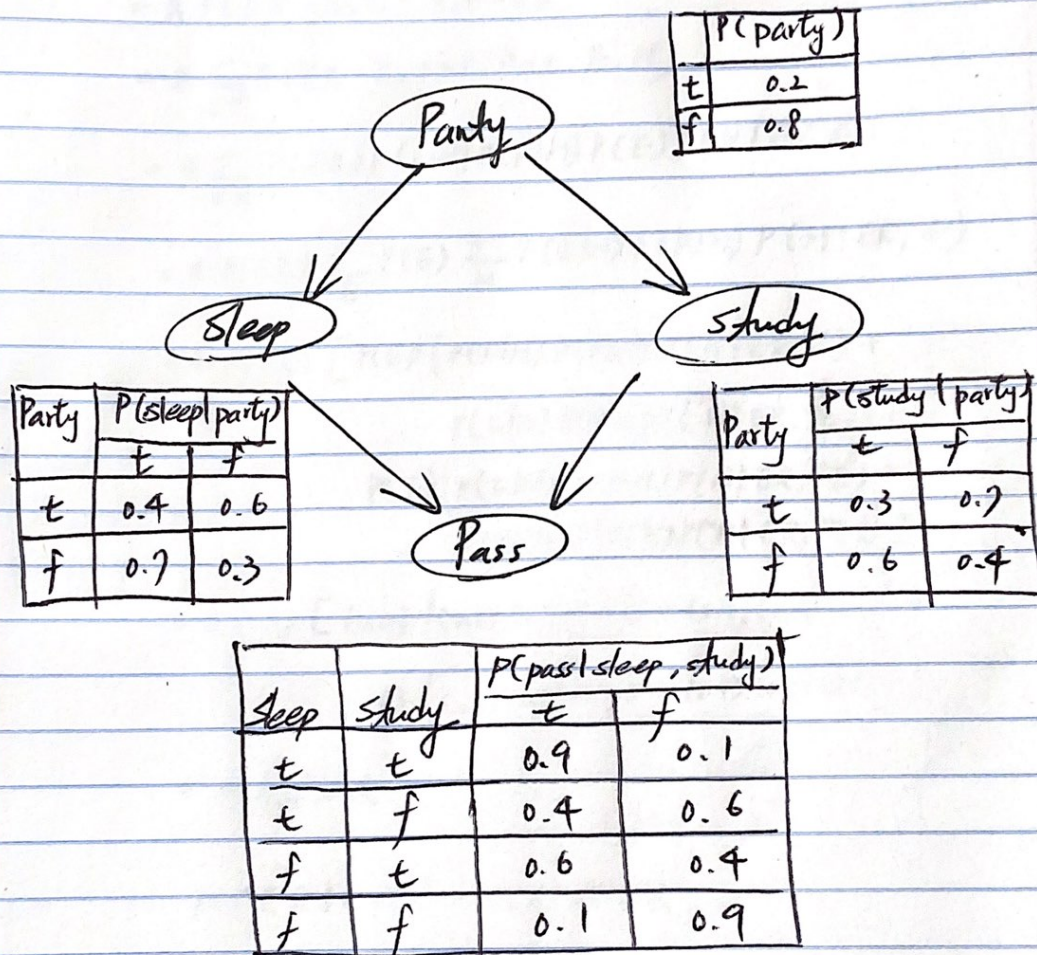 P(party)
t 0.2
f 0.8
Party
Sleep
Study
Party P(sleep|party)
t f
t 0.4 0.6
f 0.7 0.3
Party P(study|party)
t f
t 0.3 0.7
f 0.6 0.4
Pass
P(pass|sleep, study)
Sleep Study t f
t t 0.9 0.1
t f 0.4 0.6
f t 0.6 0.4
f f 0.1 0.9